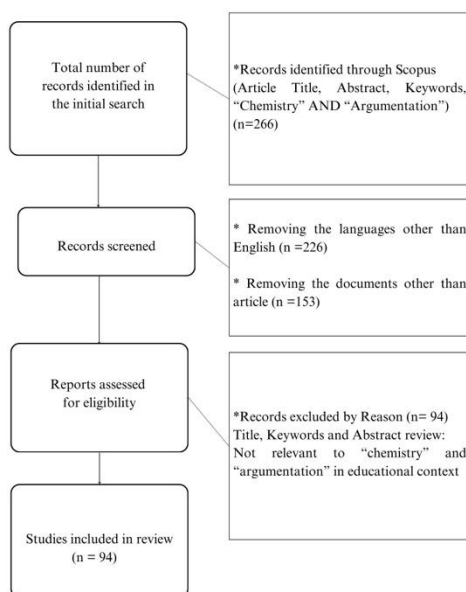 Total number of
records identified in
the initial search
*Records identified through Scopus
(Article Title, Abstract, Keywords,
“Chemistry” AND “Argumentation”)
(n=266)
Records screened
* Removing the languages other than
English (n =226)
* Removing the documents other than
article (n =153)
Reports assessed
for eligibility
*Records excluded by Reason (n= 94)
Title, Keywords and Abstract review:
Not relevant to “chemistry” and
“argumentation” in educational context
Studies included in review
(n = 94)